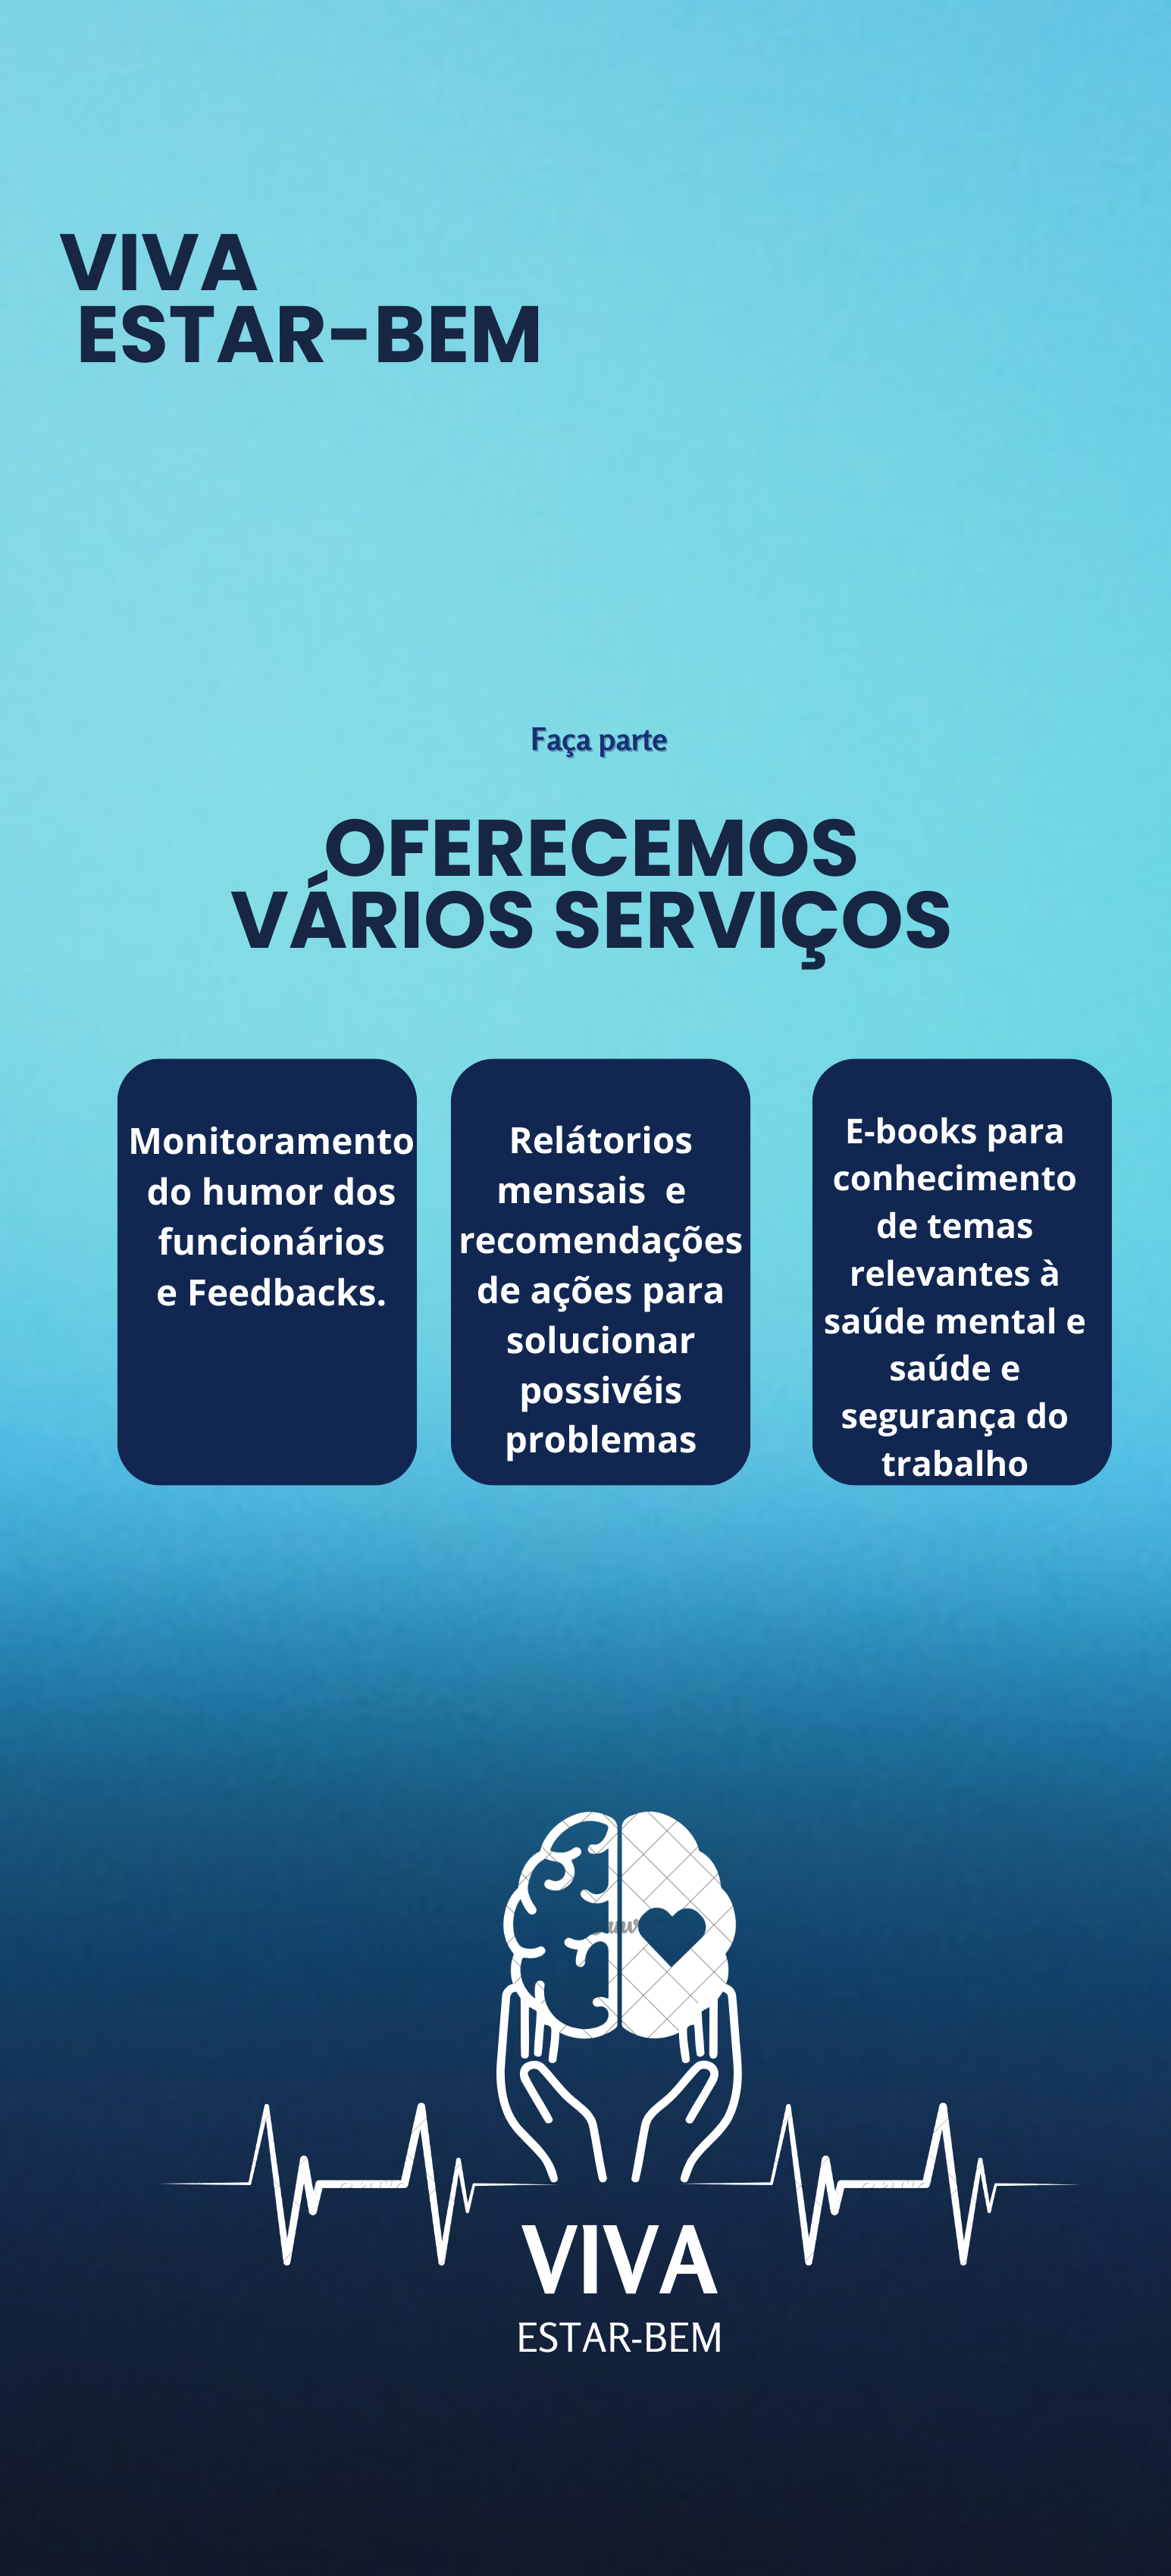 VIVA
ESTAR-BEM
Faça parte
OFERECEMOS
VÁRIOS SERVIÇOS
Monitoramento
do humor dos
funcionários
e Feedbacks.
Relátorios
mensais e
recomendações
de ações para
solucionar
possivéis
problemas
E-books para
conhecimento
de temas
relevantes à
saúde mental e
saúde e
segurança do
trabalho
VIVA
ESTAR-BEM